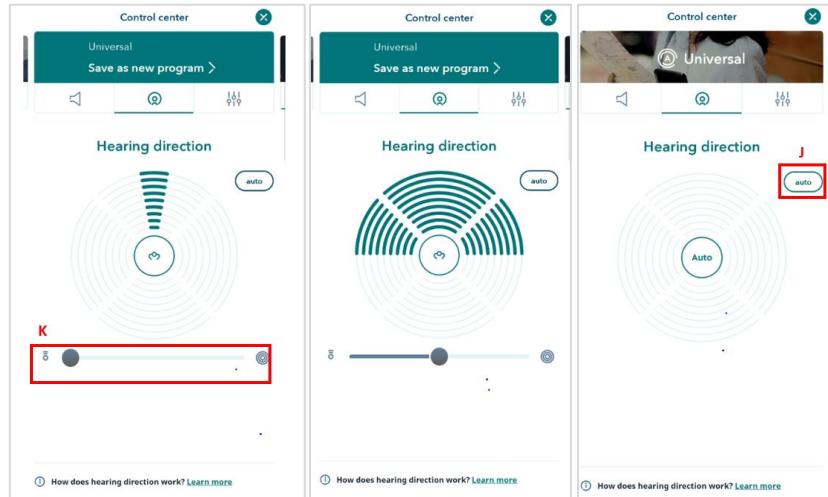 Control center
Universal
Save as new program >
Hearing direction
auto
K
How does hearing direction work? Learn more
Control center
Universal
Save as new program >
Hearing direction
auto
How does hearing direction work? Learn more
Control center
A Universal
Hearing direction
J
auto
Auto
How does hearing direction work? Learn more